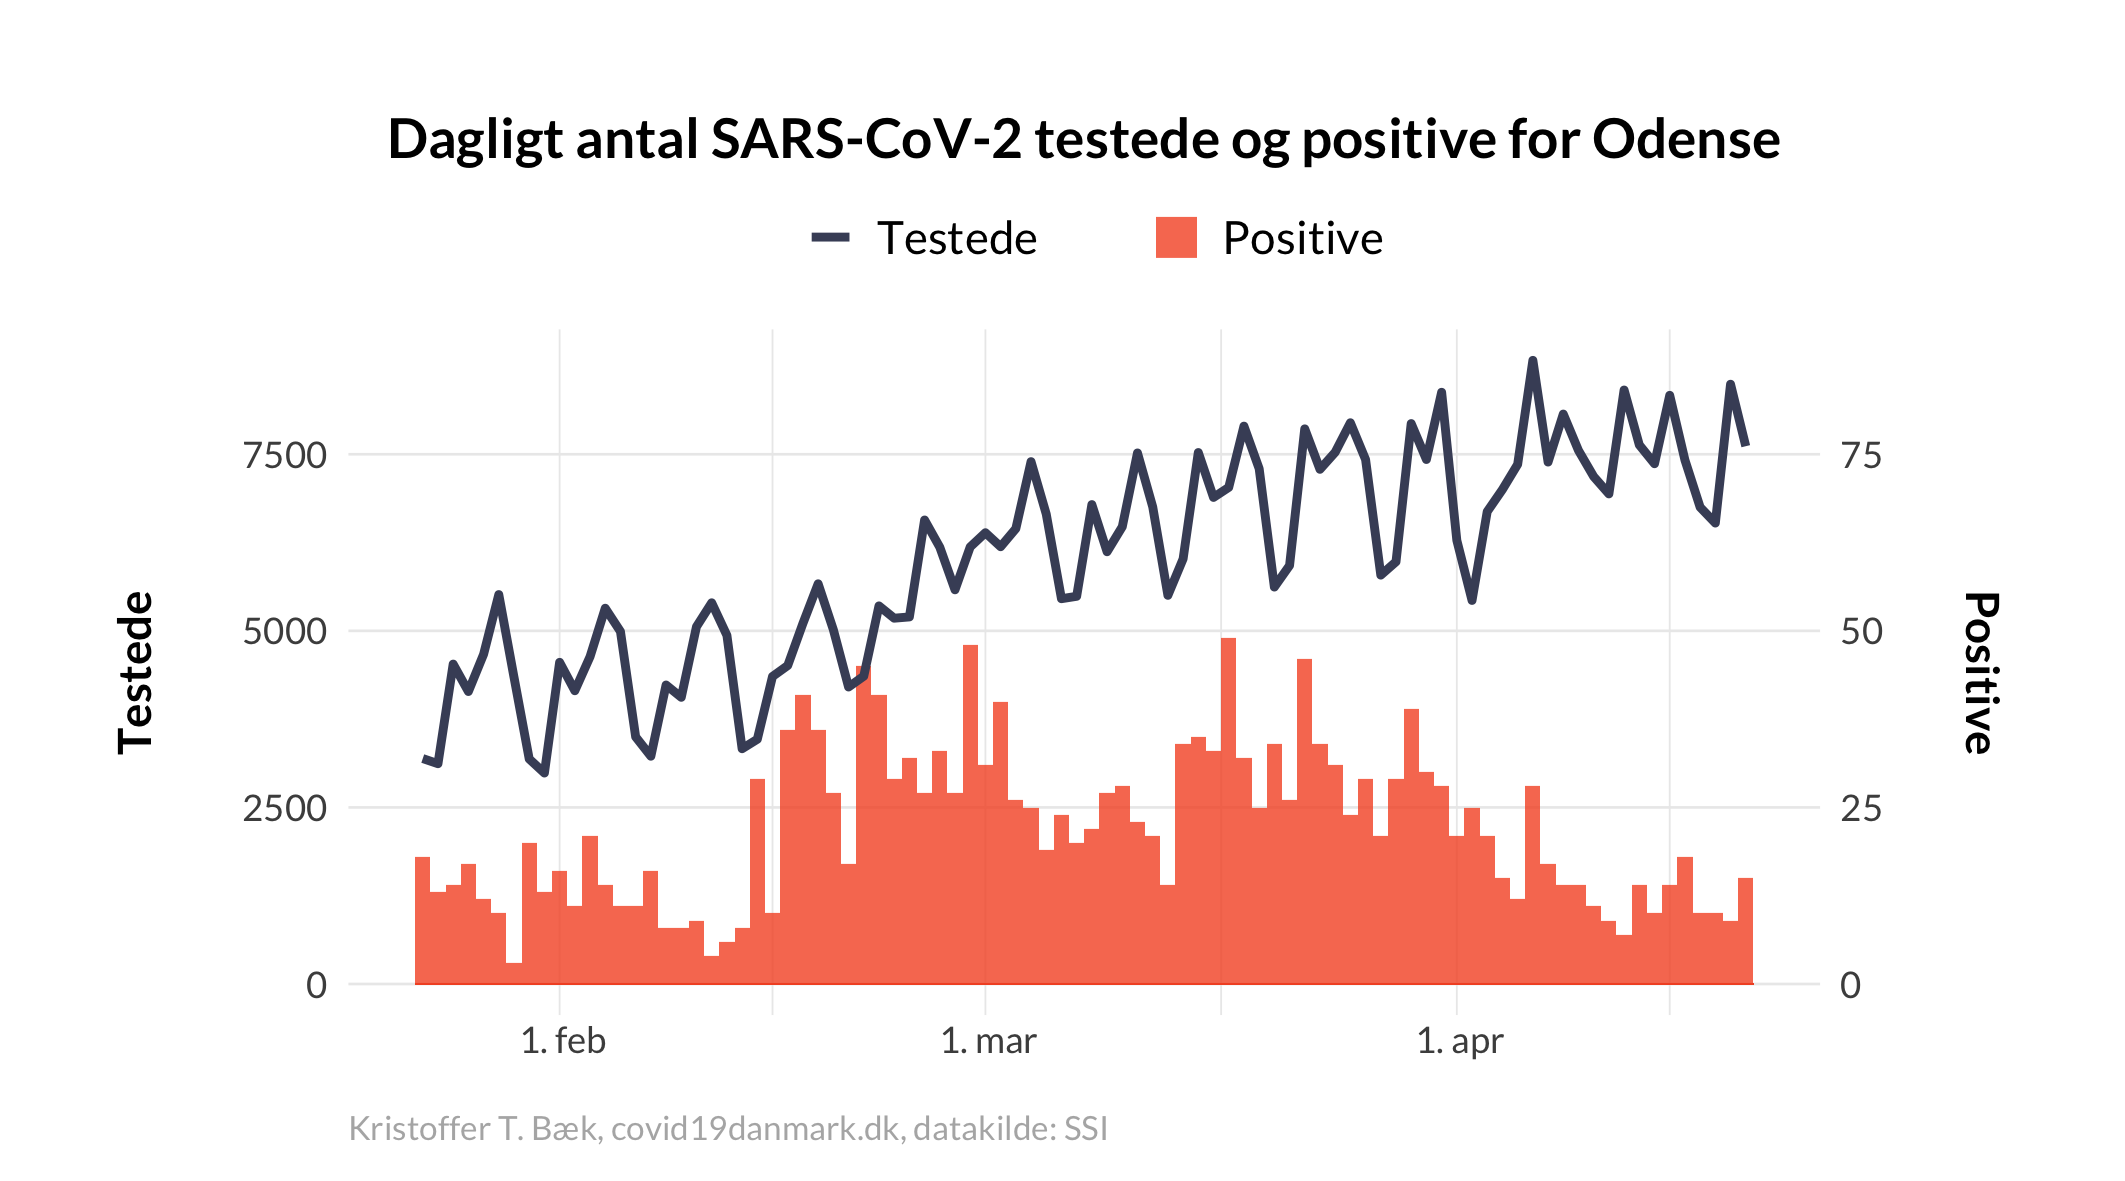 Dagligt antal SARS-CoV-2 testede og positive for Odense
Testede
Positive
7500
5000
2500
0
75
50
25
0
Testede
Positive
1. feb
1. mar
1. apr
Kristoffer T. Bæk, covid19danmark.dk, datakilde: SSI